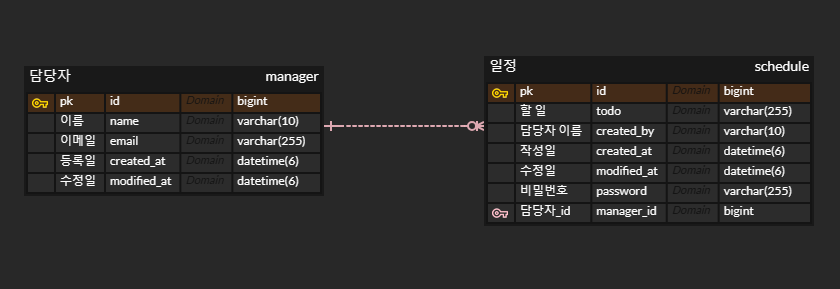 담당자 manager
pk id Domain bigint
이름 name Domain varchar(10)
이메일 email Domain varchar(255)
등록일 created_at Domain datetime(6)
수정일 modified_at Domain datetime(6)
일정 schedule
pk id Domain bigint
할 일 todo Domain varchar(255)
담당자 이름 created_by Domain varchar(10)
작성일 created_at Domain datetime(6)
수정일 modified_at Domain datetime(6)
비밀번호 password Domain varchar(255)
담당자_id manager_id Domain bigint